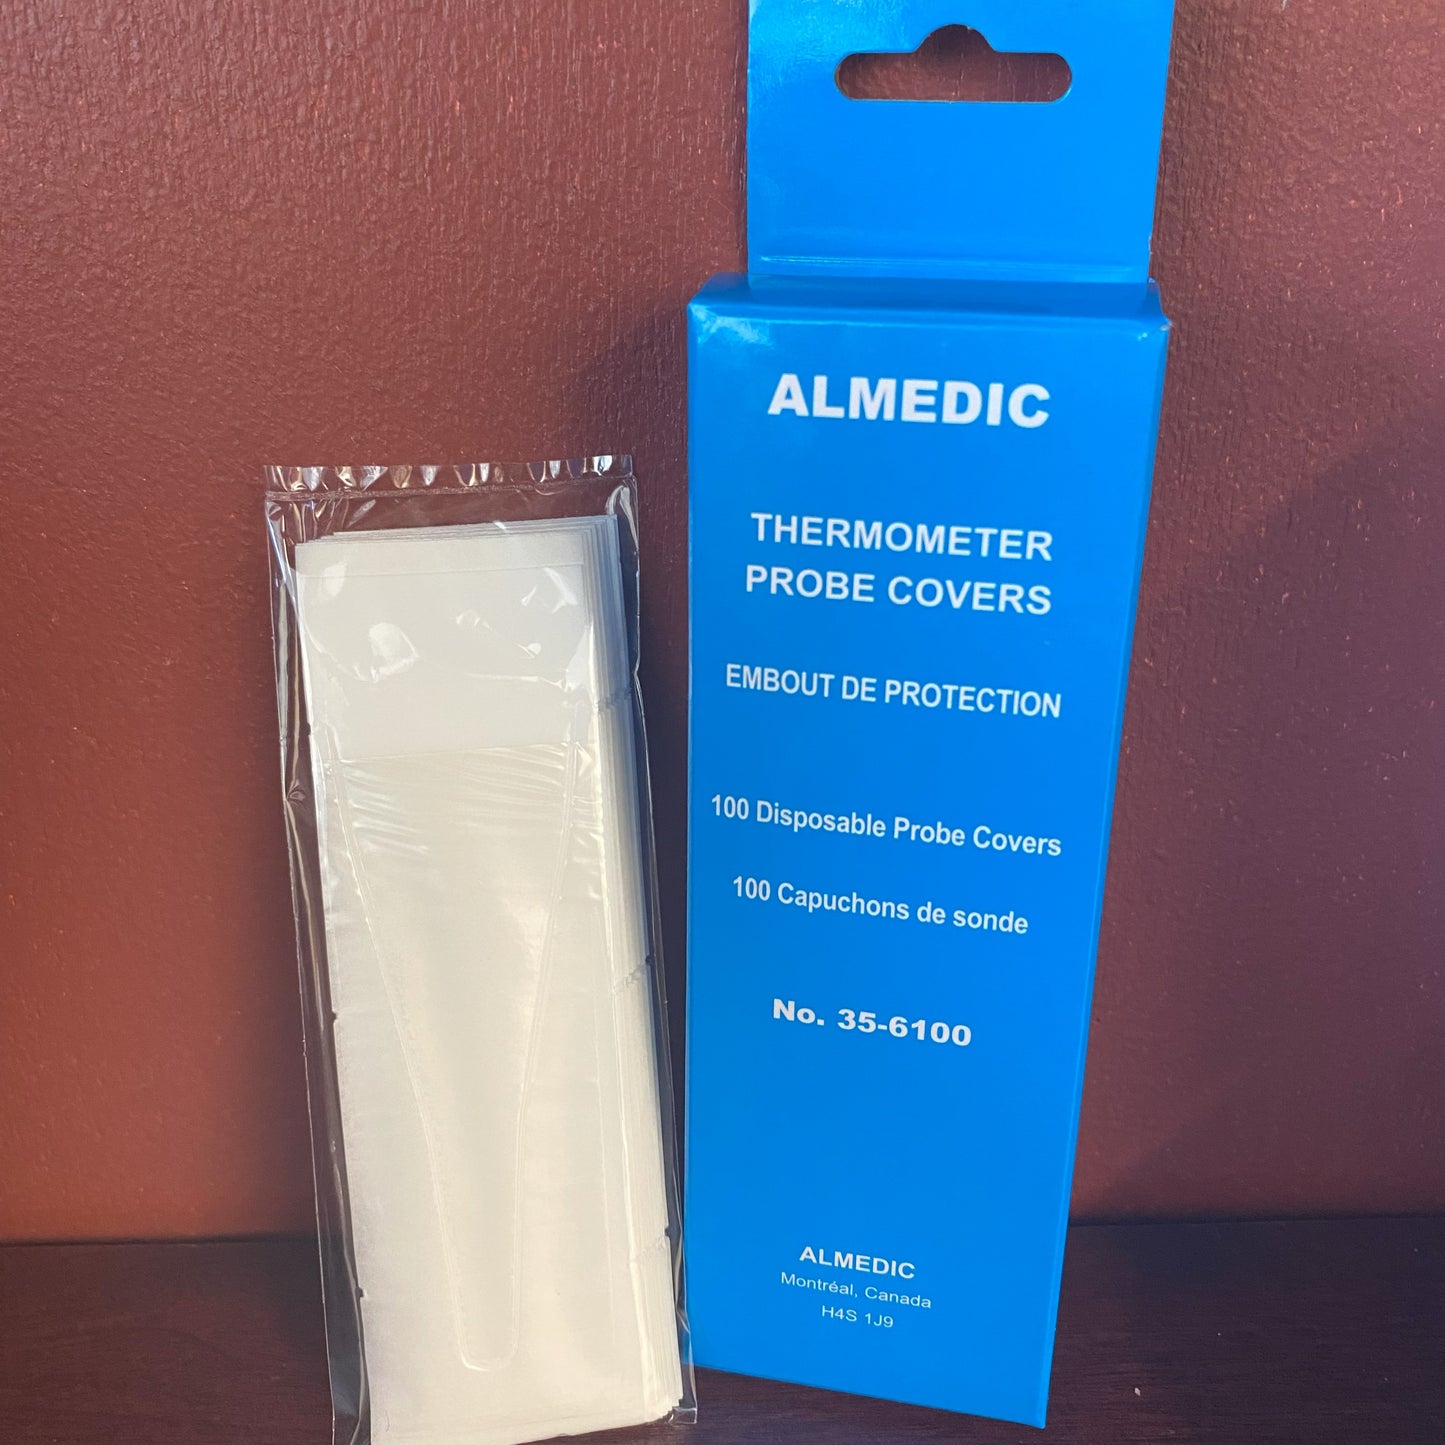 ALMEDIC
THERMOMETER
PROBE COVERS
EMBOUT DE PROTECTION
100 Disposable Probe Covers
100 Capuchons de sonde
No. 35-6100
ALMEDIC
Montréal, Canada
H4S 1J9